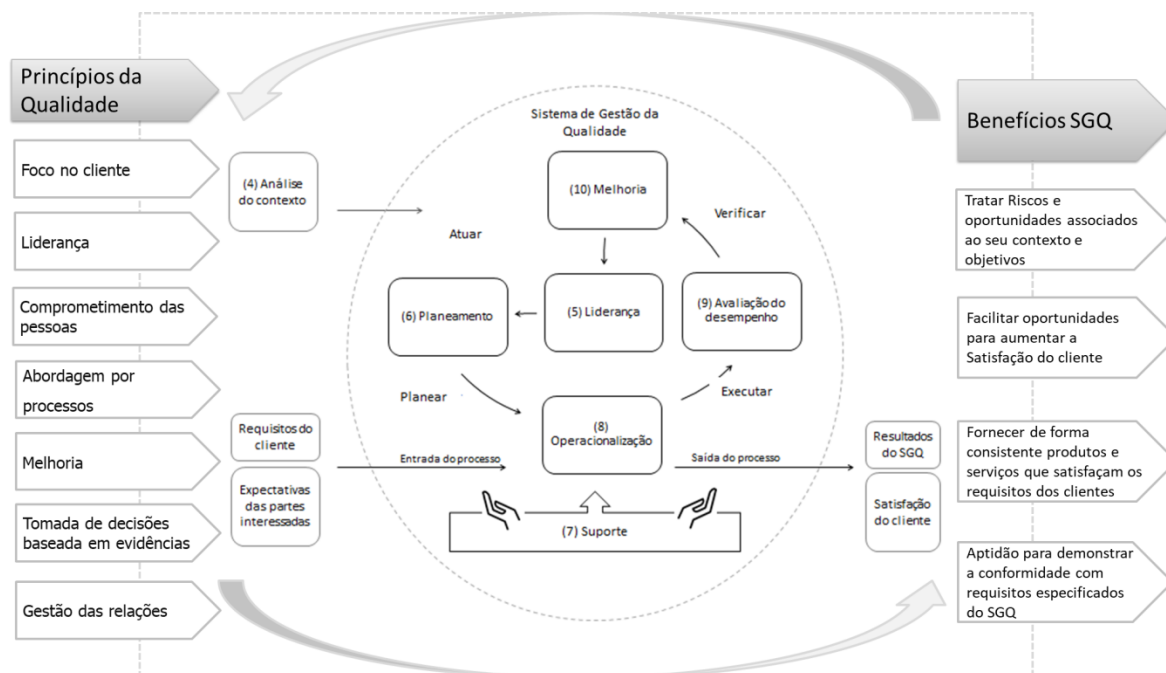 Princípios da
Qualidade
Foco no cliente
Liderança
Comprometimento das
pessoas
Abordagem por
processos
Melhoria
Tomada de decisões
baseada em evidências
Gestão das relações
(4) Análise
do contexto
Requisitos do
cliente
Expectativas
das partes
interessadas
Sistema de Gestão da
Qualidade
(10) Melhoria
Verificar
Atuar
(6) Planeamento
(5) Liderança
(9) Avaliação do
desempenho
Planear
Executar
(8)
Operacionalização
Entrada do processo
Saída do processo
(7) Suporte
Resultados
do SGQ
Satisfação
do cliente
Benefícios SGQ
Tratar Riscos e
oportunidades associados
ao seu contexto e
objetivos
Facilitar oportunidades
para aumentar a
Satisfação do cliente
Fornecer de forma
consistente produtos e
serviços que satisfaçam os
requisitos dos clientes
Aptidão para demonstrar
a conformidade com
requisitos especificados
do SGQ